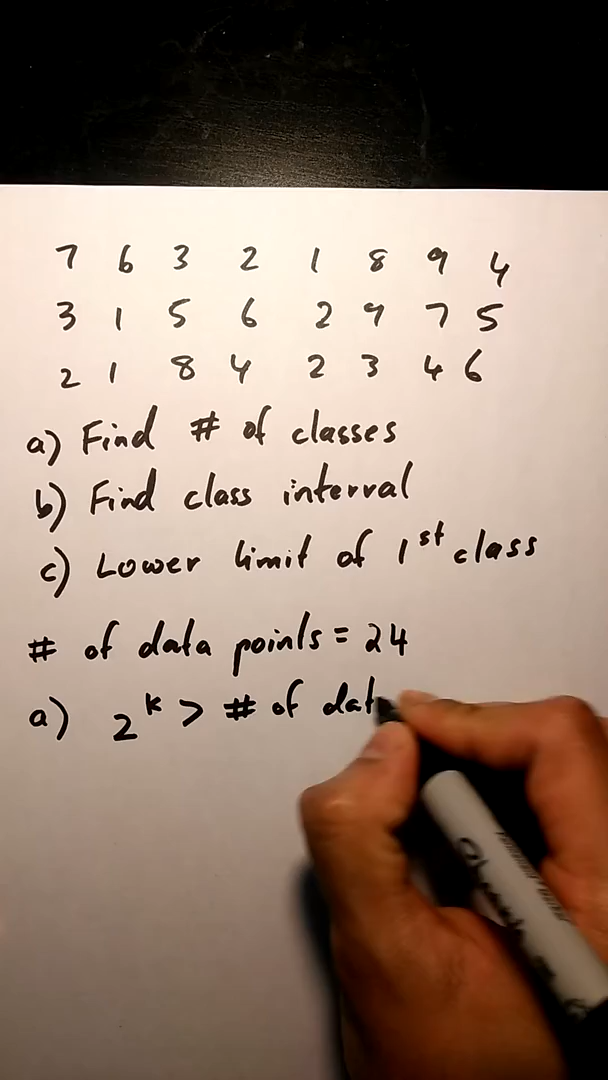 7 6 3 2 1 8 9 4
3 1 5 6 2 9 7 5
2 1 8 4 2 3 4 6
a) Find # of classes
b) Find class interval
c) Lower limit of 1st class
# of data points = 24
a) 2^k > # of dat